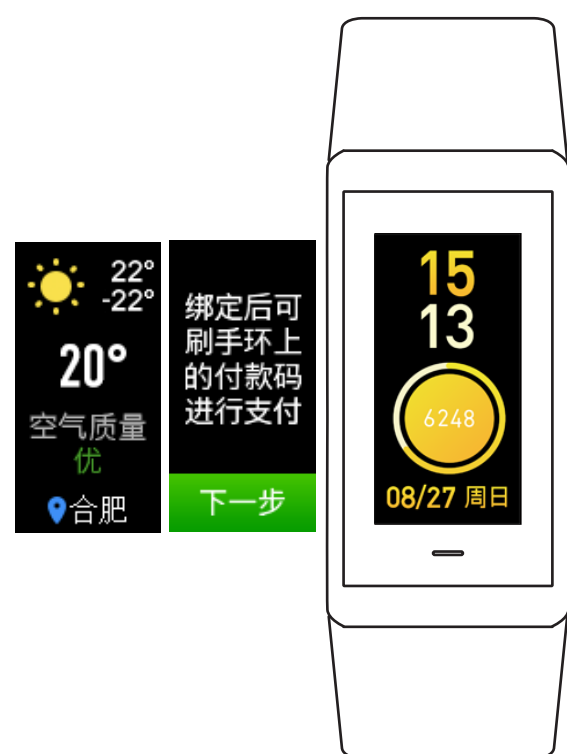 22°
-22°
20°
空气质量
优
合肥
绑定后可
刷手环上
的付款码
进行支付
下一步
15
13
6248
08/27 周日